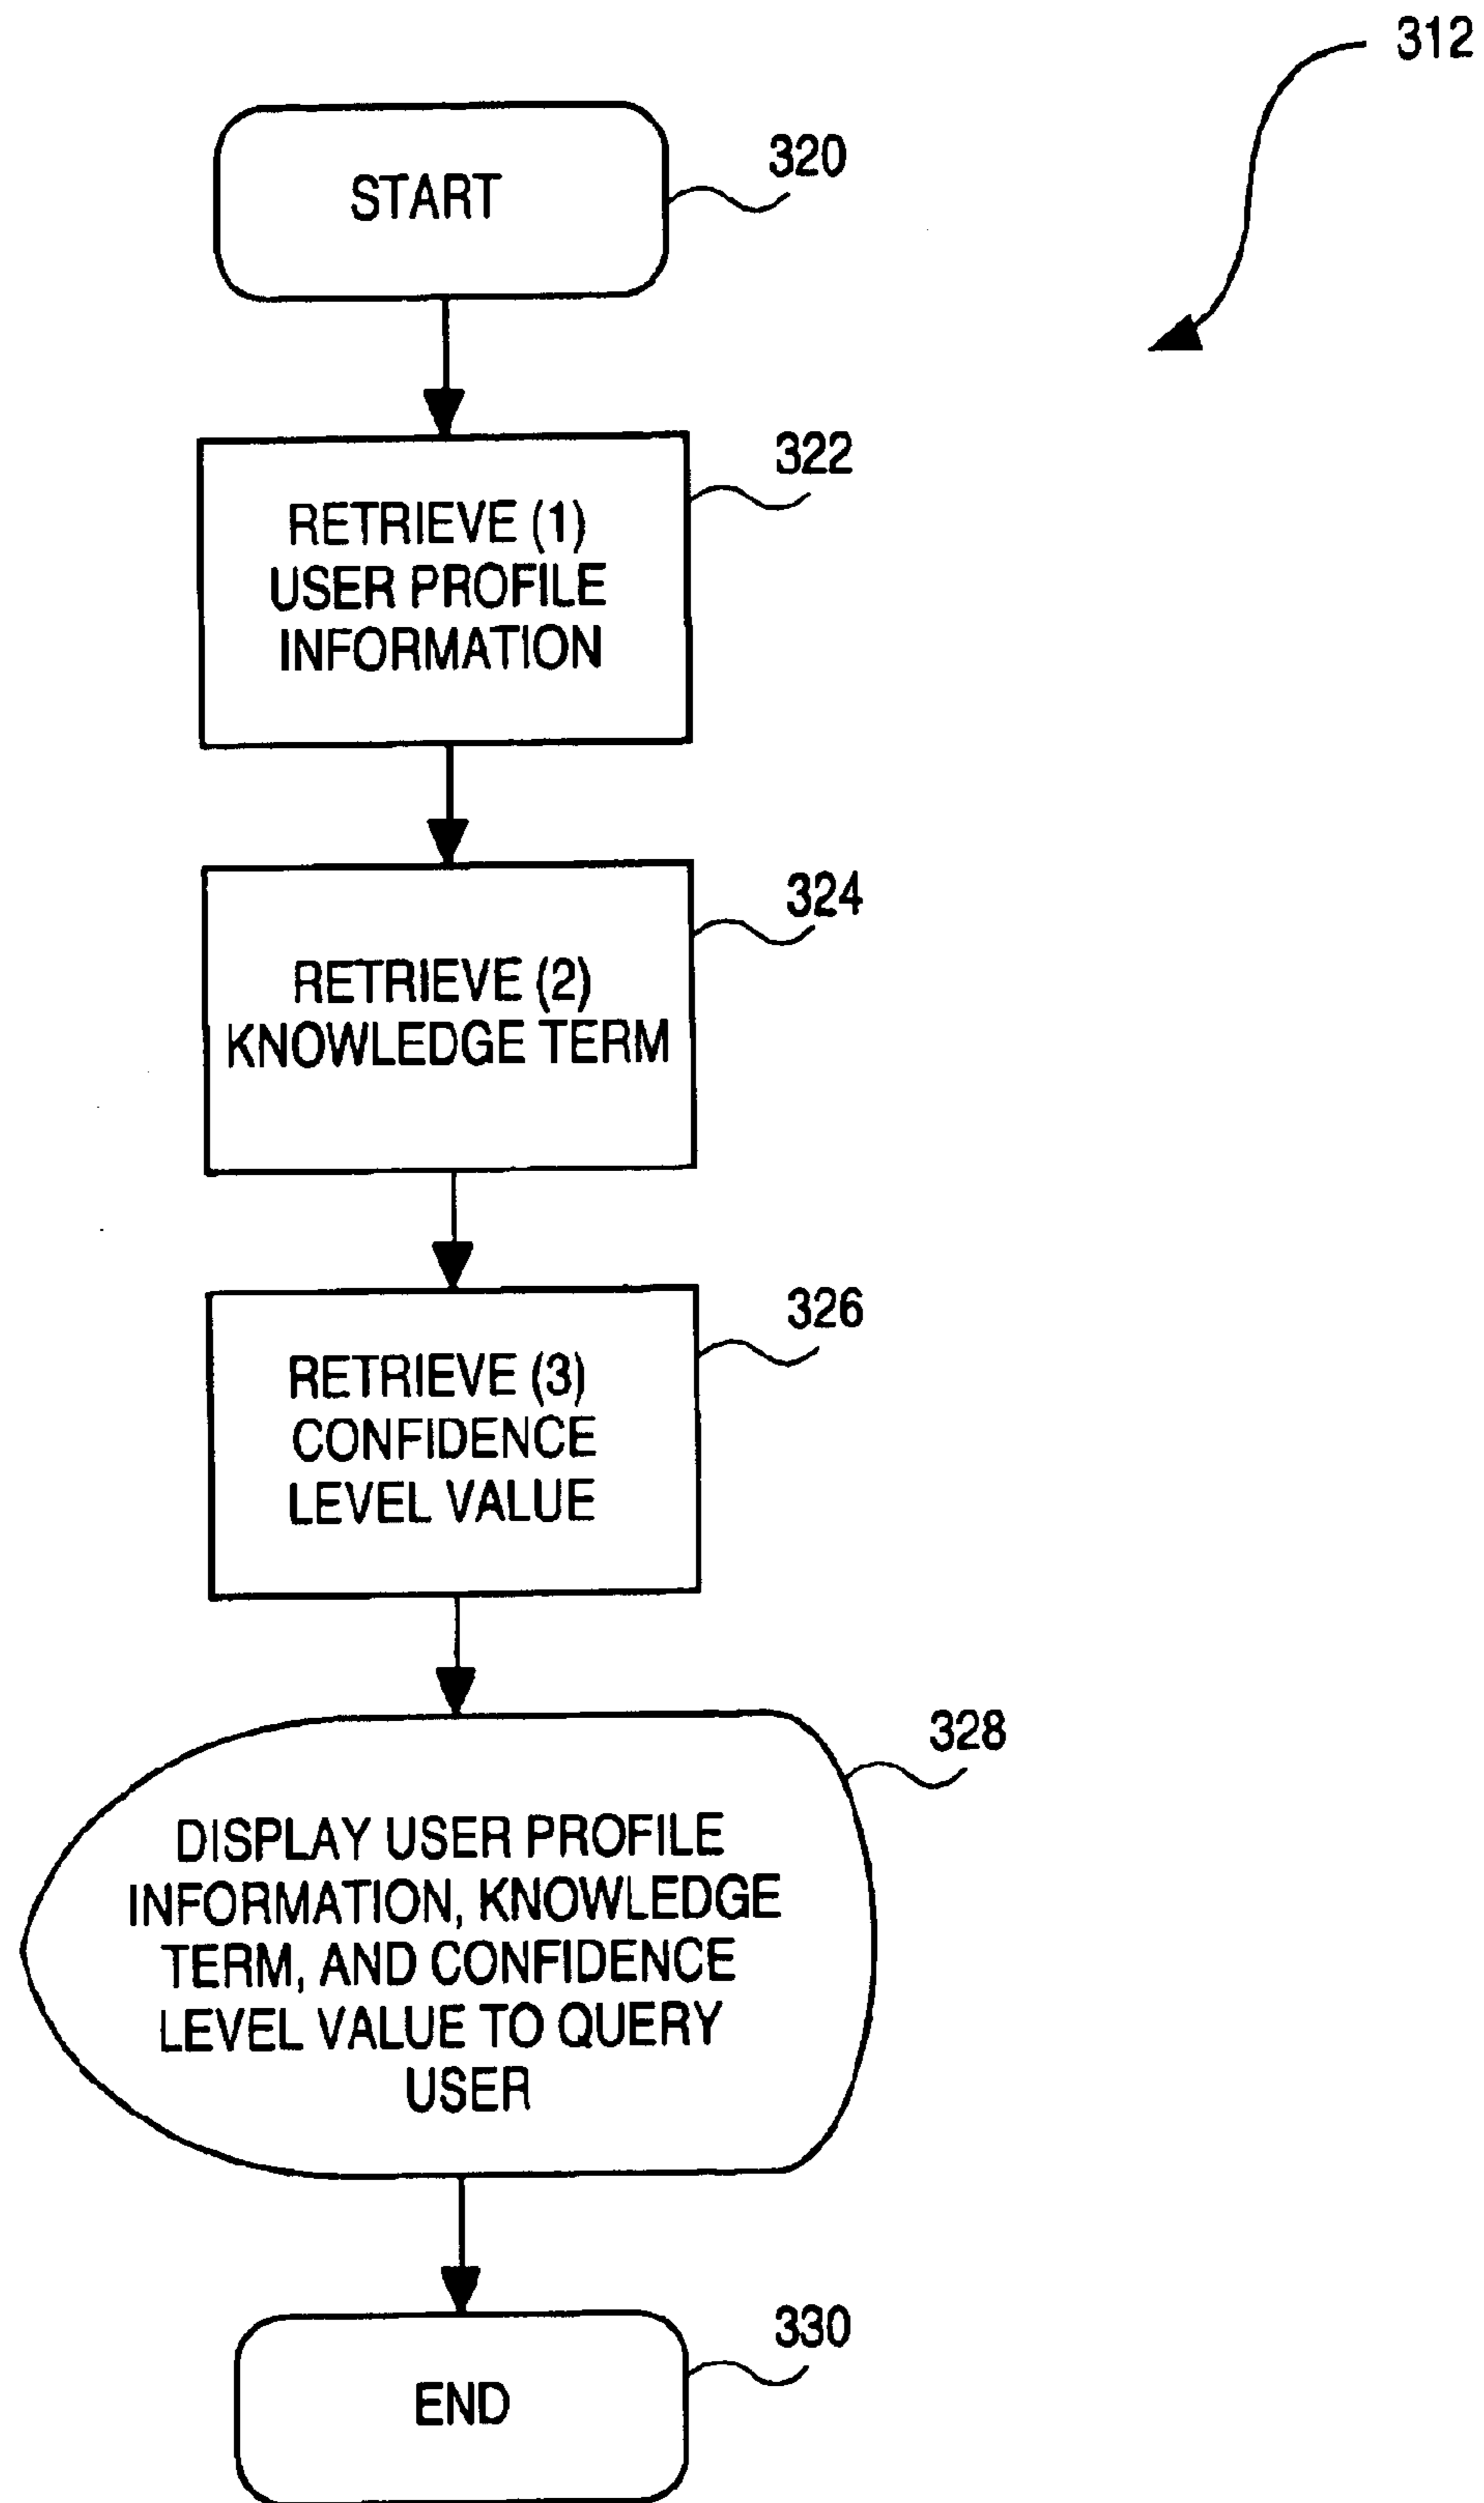 312
START
320
RETRIEVE (1)
USER PROFILE
INFORMATION
322
RETRIEVE (2)
KNOWLEDGE TERM
324
RETRIEVE (3)
CONFIDENCE
LEVEL VALUE
326
DISPLAY USER PROFILE
INFORMATION, KNOWLEDGE
TERM, AND CONFIDENCE
LEVEL VALUE TO QUERY
USER
328
END
330